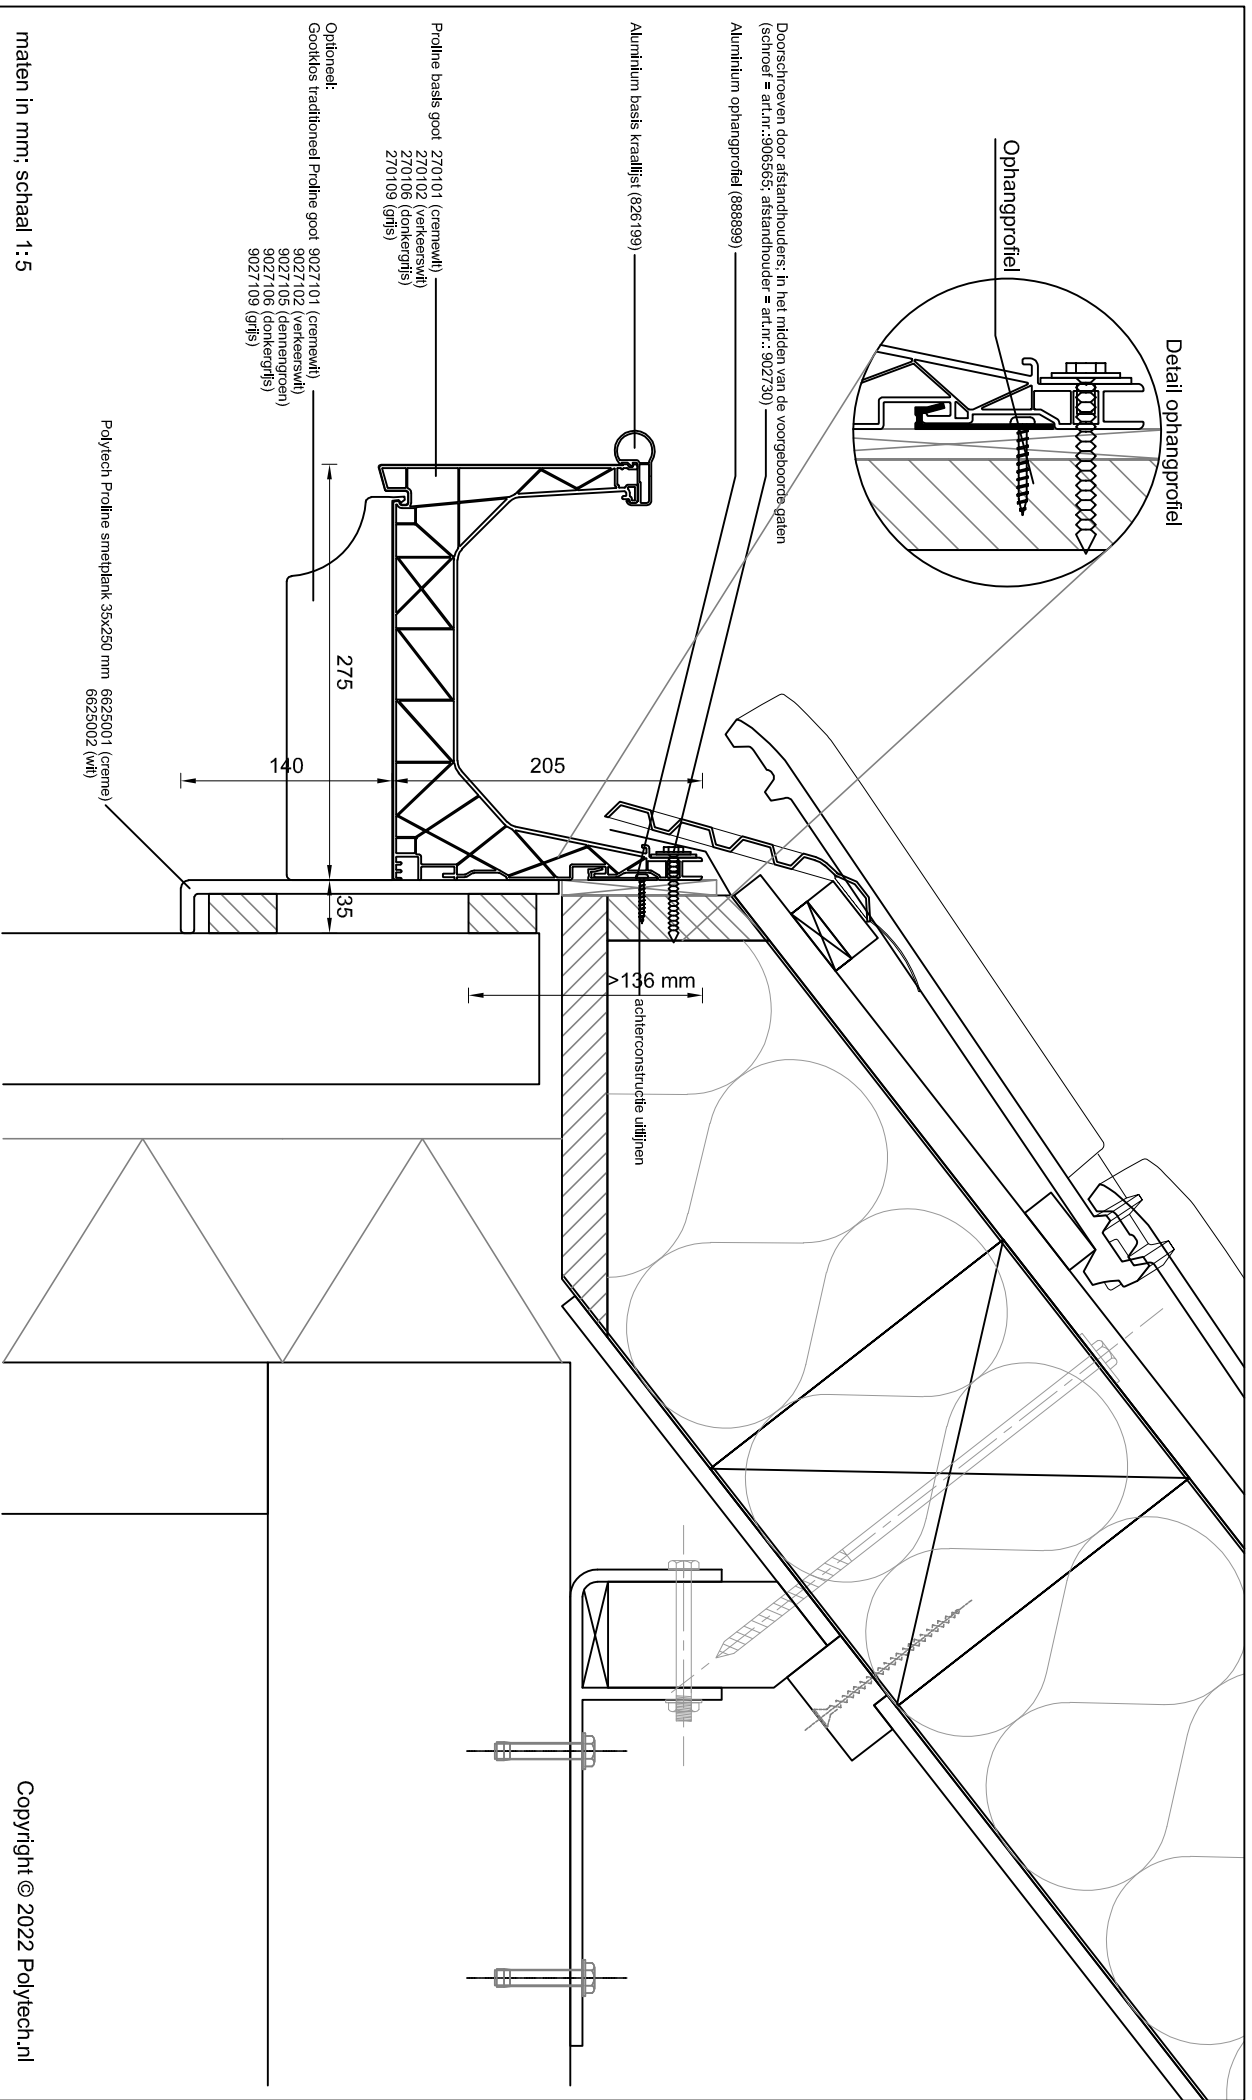 Detail ophangprofiel
Ophangprofiel
Doorschroeven door afstandhouders; in het midden van de voorgeboorde gaten
(schroef = art.nr.:906565; afstandhouder = art.nr.: 902730)
Aluminium ophangprofiel (888899)
Aluminium basis kraallijst (826199)
Proline basis goot 270101 (cremewit)
270102 (verkeerswit)
270106 (donkergrijs)
270109 (grijs)
Optioneel:
Gootklos traditioneel Proline goot 9027101 (cremewit)
9027102 (verkeerswit)
9027105 (dennengroen)
9027106 (donkergrijs)
9027109 (grijs)
Polytech Proline smetplank 35x250 mm 6625001 (creme)
6625002 (wit)
275
140
205
35
>136 mm
achterconstructie uitlijnen
maten in mm; schaal 1:5
Copyright © 2022 Polytech.nl